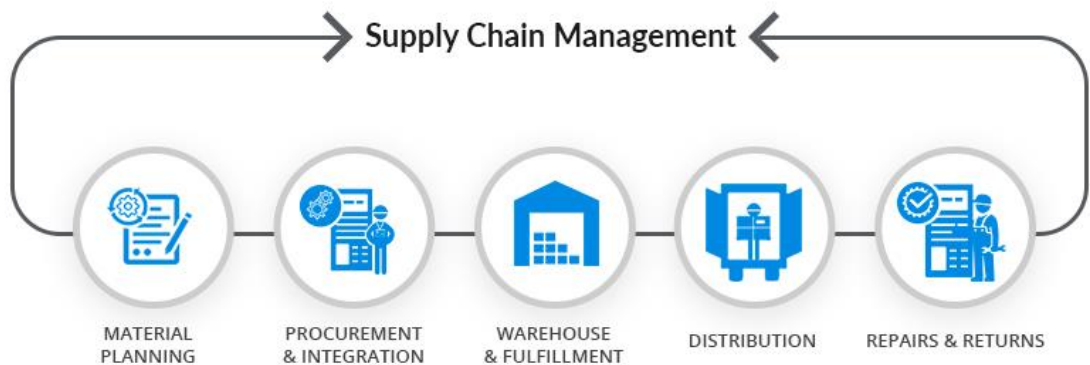 Supply Chain Management
MATERIAL
PLANNING
PROCUREMENT
& INTEGRATION
WAREHOUSE
& FULFILLMENT
DISTRIBUTION
REPAIRS & RETURNS